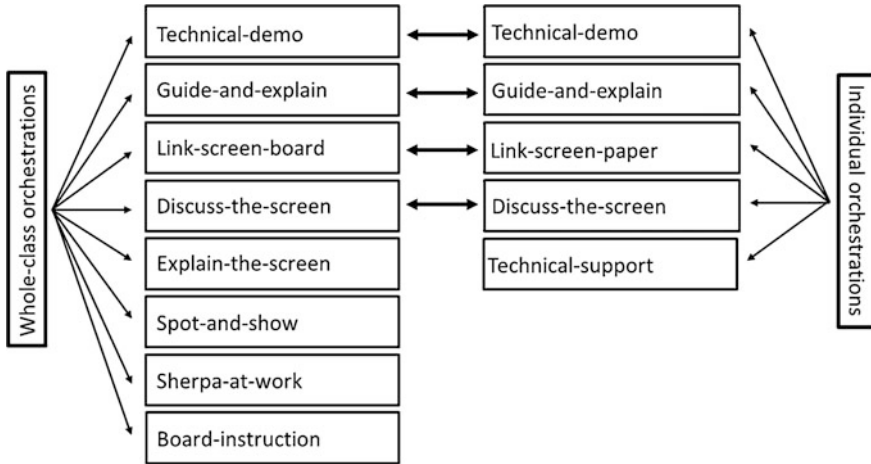 Whole-class orchestrations
Technical-demo
Guide-and-explain
Link-screen-board
Discuss-the-screen
Explain-the-screen
Spot-and-show
Sherpa-at-work
Board-instruction
Technical-demo
Guide-and-explain
Link-screen-paper
Discuss-the-screen
Technical-support
Individual orchestrations